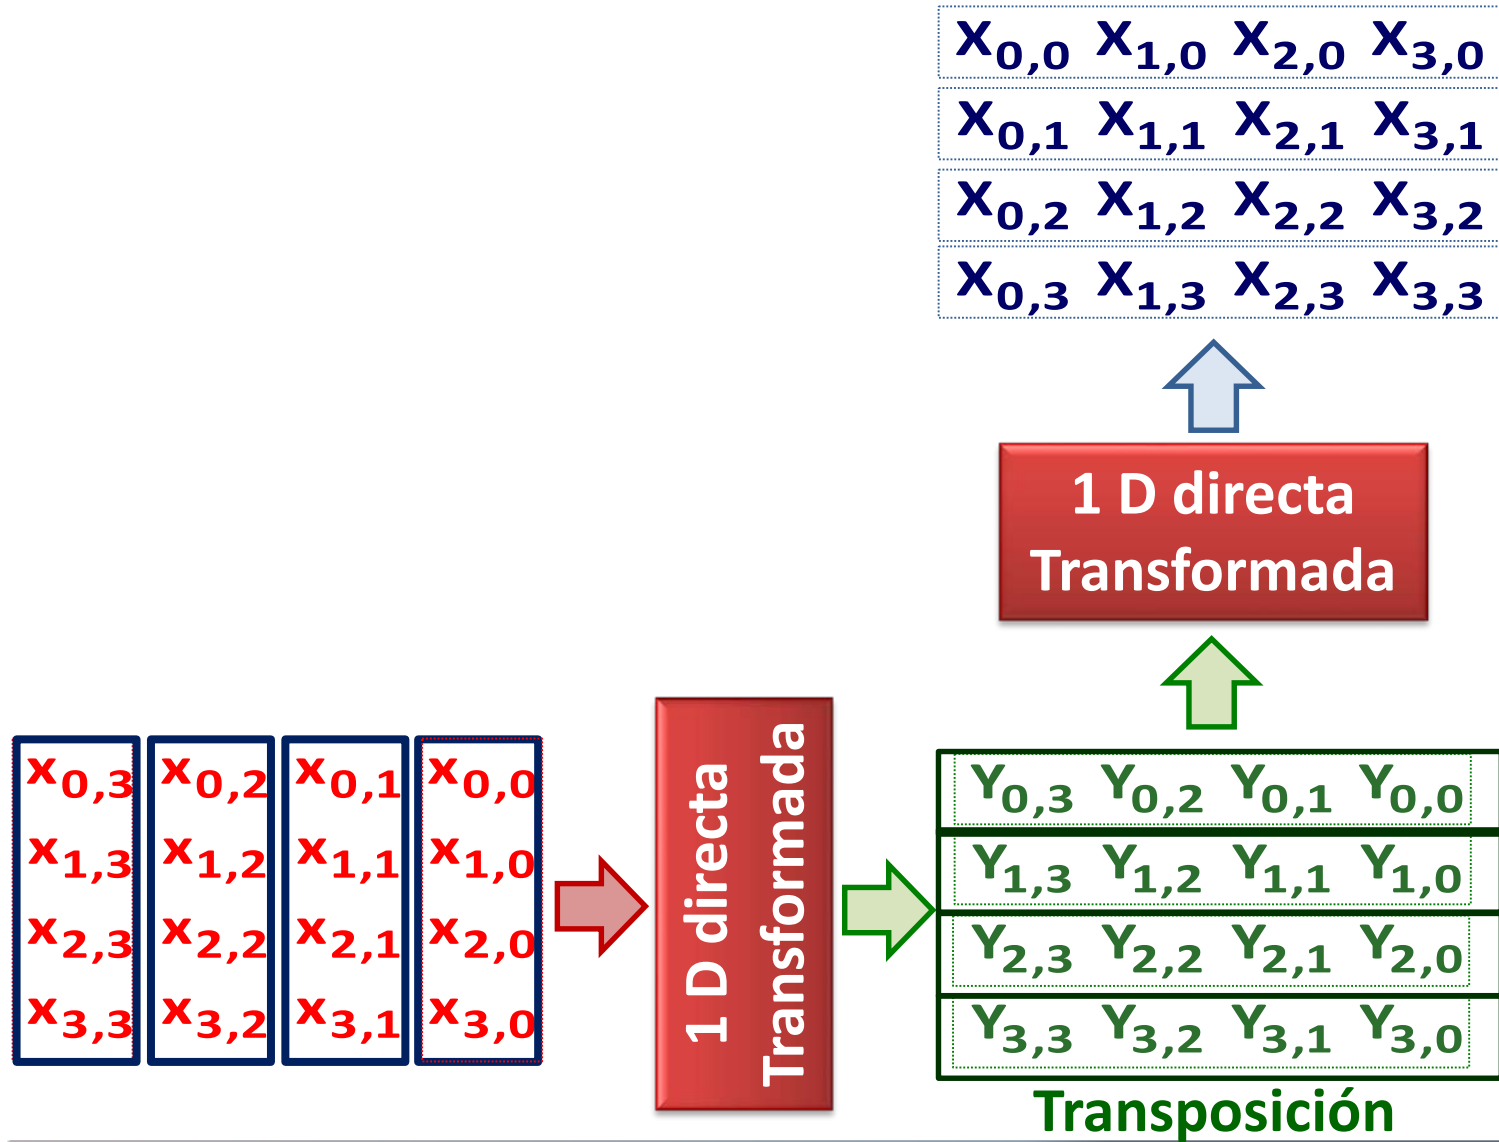 X0,0 X1,0 X2,0 X3,0
X0,1 X1,1 X2,1 X3,1
X0,2 X1,2 X2,2 X3,2
X0,3 X1,3 X2,3 X3,3
1 D directa
Transformada
x0,3 x0,2 x0,1 x0,0
x1,3 x1,2 x1,1 x1,0
x2,3 x2,2 x2,1 x2,0
x3,3 x3,2 x3,1 x3,0
1 D directa
Transformada
Y0,3 Y0,2 Y0,1 Y0,0
Y1,3 Y1,2 Y1,1 Y1,0
Y2,3 Y2,2 Y2,1 Y2,0
Y3,3 Y3,2 Y3,1 Y3,0
Transposición